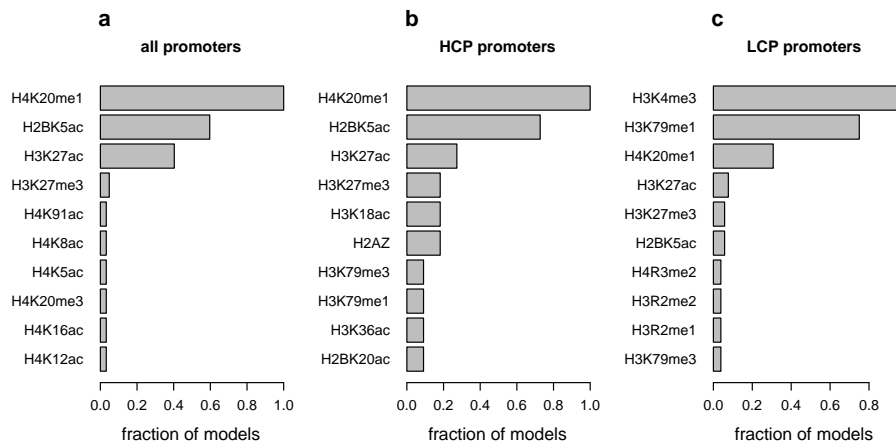 a
all promoters
H4K20me1
H2BK5ac
H3K27ac
H3K27me3
H4K91ac
H4K8ac
H4K5ac
H4K20me3
H4K16ac
H4K12ac
0.0 0.2 0.4 0.6 0.8 1.0
fraction of models
b
HCP promoters
H4K20me1
H2BK5ac
H3K27ac
H3K27me3
H3K18ac
H2AZ
H3K79me3
H3K79me1
H3K36ac
H2BK20ac
0.0 0.2 0.4 0.6 0.8 1.0
fraction of models
c
LCP promoters
H3K4me3
H3K79me1
H4K20me1
H3K27ac
H3K27me3
H2BK5ac
H4R3me2
H3R2me2
H3R2me1
H3K79me3
0.0 0.2 0.4 0.6 0.8
fraction of models